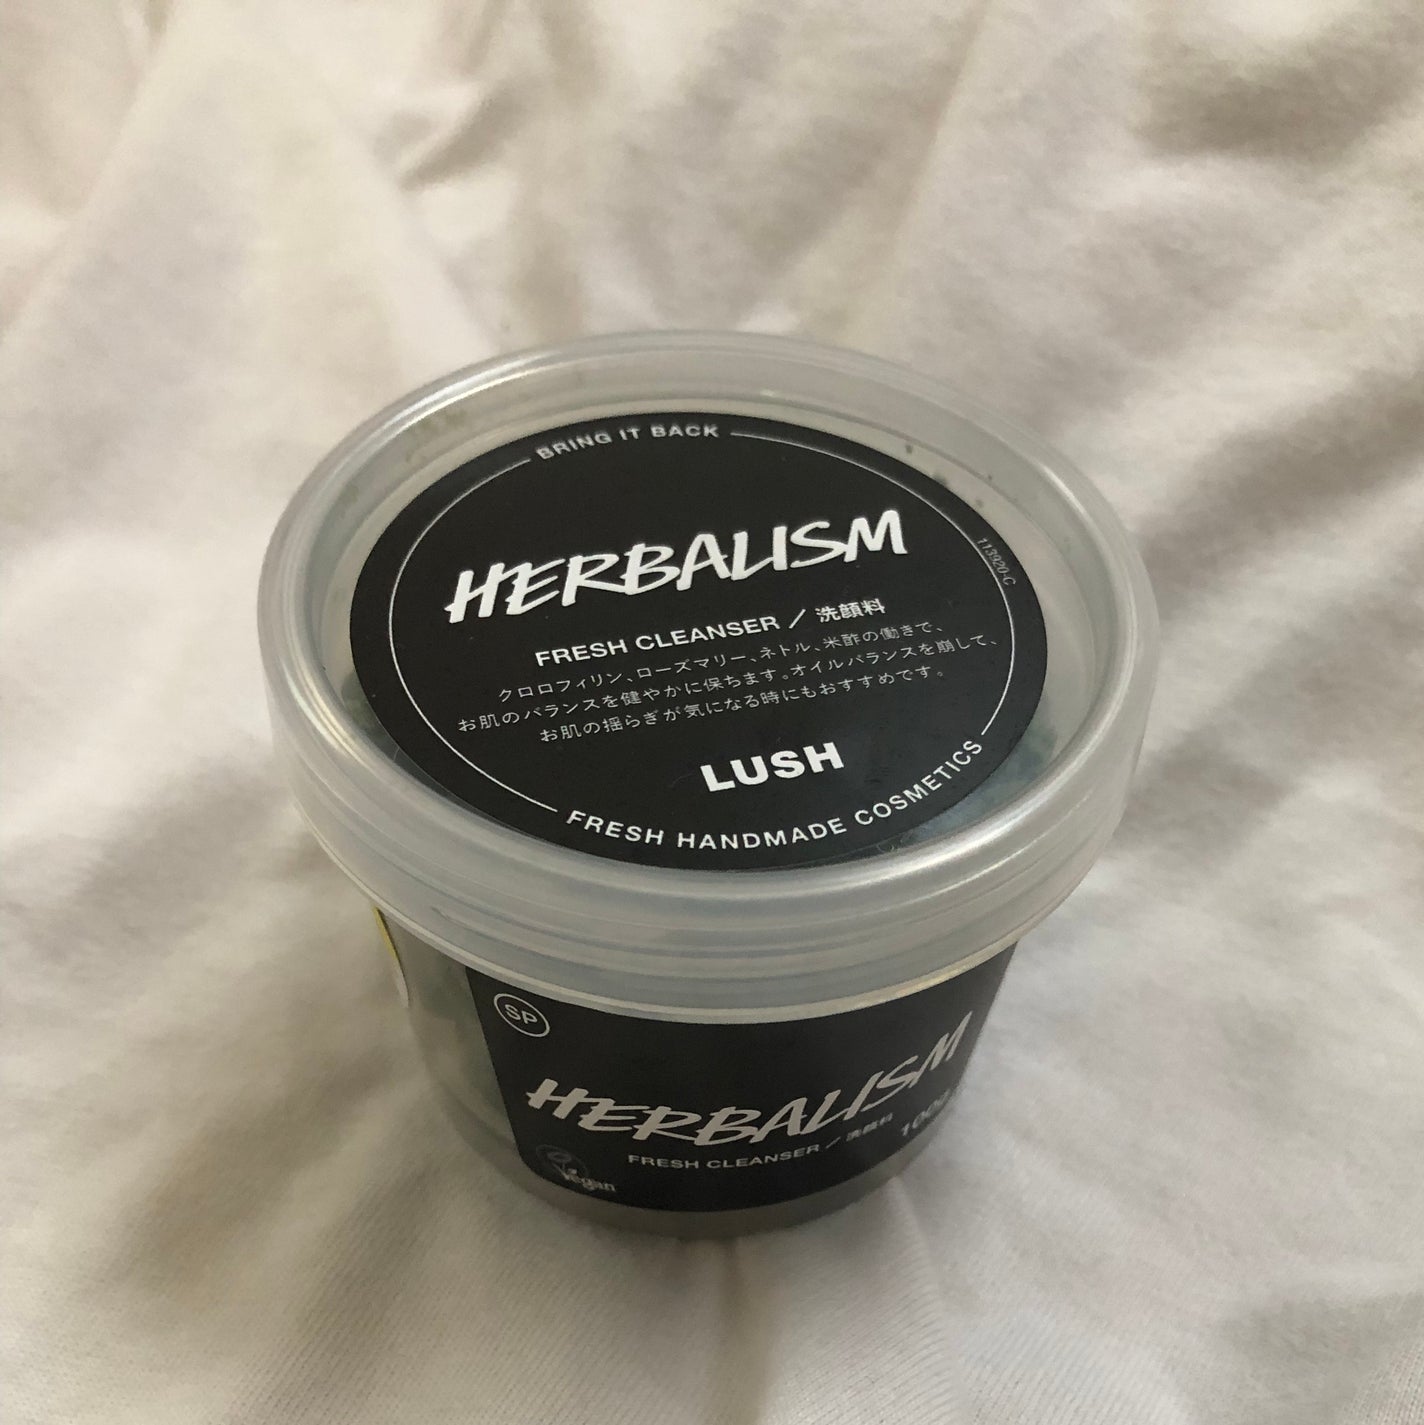 BRING IT BACK
HERBALISM
113920-C
FRESH CLEANSER / 洗顔料
クロロフィリン、ローズマリー、ネトル、米酢の働きで、
お肌のバランスを健やかに保ちます。オイルバランスを崩して、
お肌の揺らぎが気になる時にもおすすめです。
LUSH
FRESH HANDMADE COSMETICS
SP
HERBALISM
FRESH CLEANSER / 洗顔料
100g
Vegan